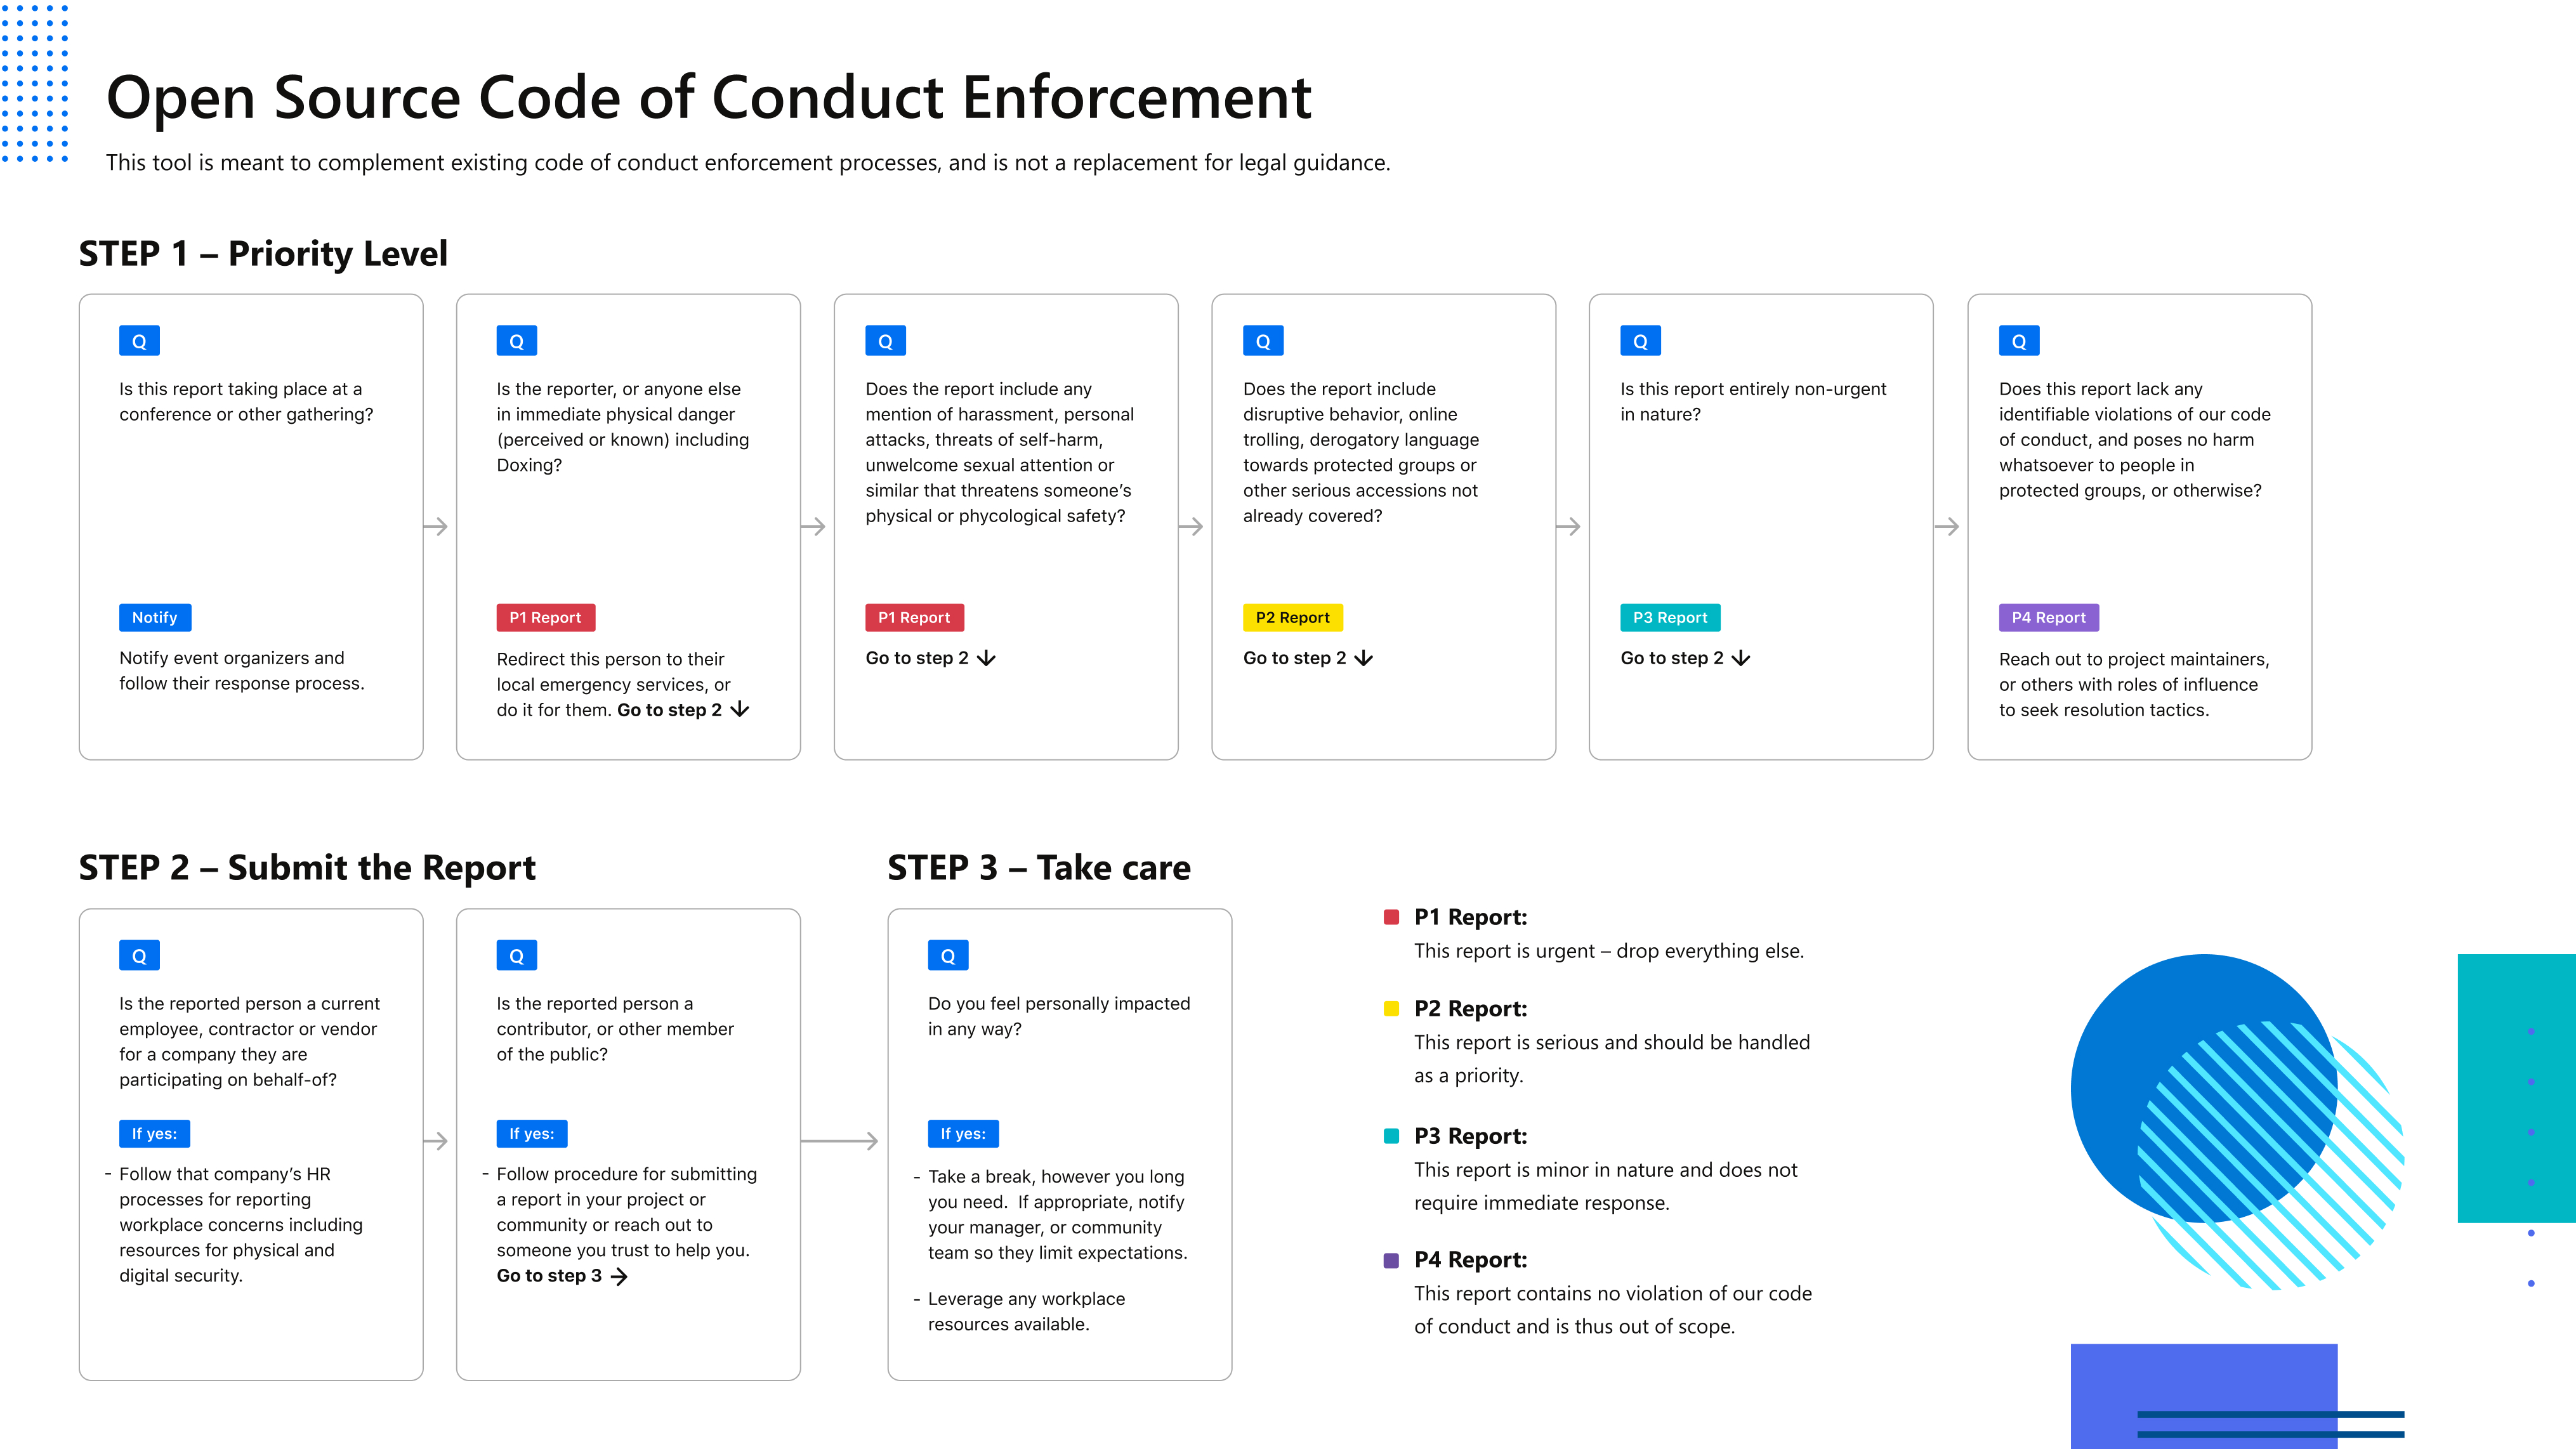 Open Source Code of Conduct Enforcement
This tool is meant to complement existing code of conduct enforcement processes, and is not a replacement for legal guidance.
STEP 1 – Priority Level
Q
Is this report taking place at a
conference or other gathering?
Notify
Notify event organizers and
follow their response process.
Q
Is the reporter, or anyone else
in immediate physical danger
(perceived or known) including
Doxing?
P1 Report
Redirect this person to their
local emergency services, or
do it for them. Go to step 2 ↓
Q
Does the report include any
mention of harassment, personal
attacks, threats of self-harm,
unwelcome sexual attention or
similar that threatens someone’s
physical or phycological safety?
P1 Report
Go to step 2 ↓
Q
Does the report include
disruptive behavior, online
trolling, derogatory language
towards protected groups or
other serious accessions not
already covered?
P2 Report
Go to step 2 ↓
Q
Is this report entirely non-urgent
in nature?
P3 Report
Go to step 2 ↓
Q
Does this report lack any
identifiable violations of our code
of conduct, and poses no harm
whatsoever to people in
protected groups, or otherwise?
P4 Report
Reach out to project maintainers,
or others with roles of influence
to seek resolution tactics.
STEP 2 – Submit the Report
Q
Is the reported person a current
employee, contractor or vendor
for a company they are
participating on behalf-of?
If yes:
- Follow that company’s HR
processes for reporting
workplace concerns including
resources for physical and
digital security.
Q
Is the reported person a
contributor, or other member
of the public?
If yes:
- Follow procedure for submitting
a report in your project or
community or reach out to
someone you trust to help you.
Go to step 3 →
STEP 3 – Take care
Q
Do you feel personally impacted
in any way?
If yes:
- Take a break, however you long
you need.  If appropriate, notify
your manager, or community
team so they limit expectations.
- Leverage any workplace
resources available.
P1 Report:
This report is urgent – drop everything else.
P2 Report:
This report is serious and should be handled
as a priority.
P3 Report:
This report is minor in nature and does not
require immediate response.
P4 Report:
This report contains no violation of our code
of conduct and is thus out of scope.